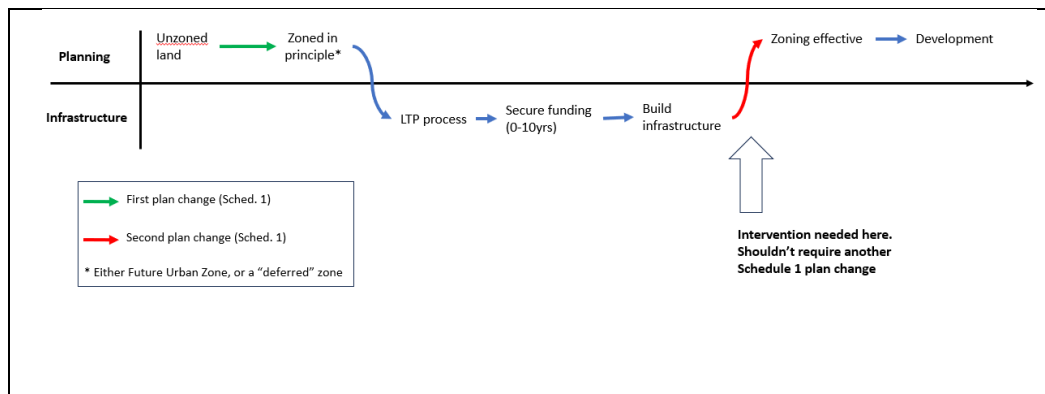 Planning
Unzoned
land
Zoned in
principle*
Zoning effective
Development
Infrastructure
LTP process
Secure funding
(0-10yrs)
Build
infrastructure
First plan change (Sched. 1)
Second plan change (Sched. 1)
* Either Future Urban Zone, or a “deferred” zone
Intervention needed here.
Shouldn’t require another
Schedule 1 plan change